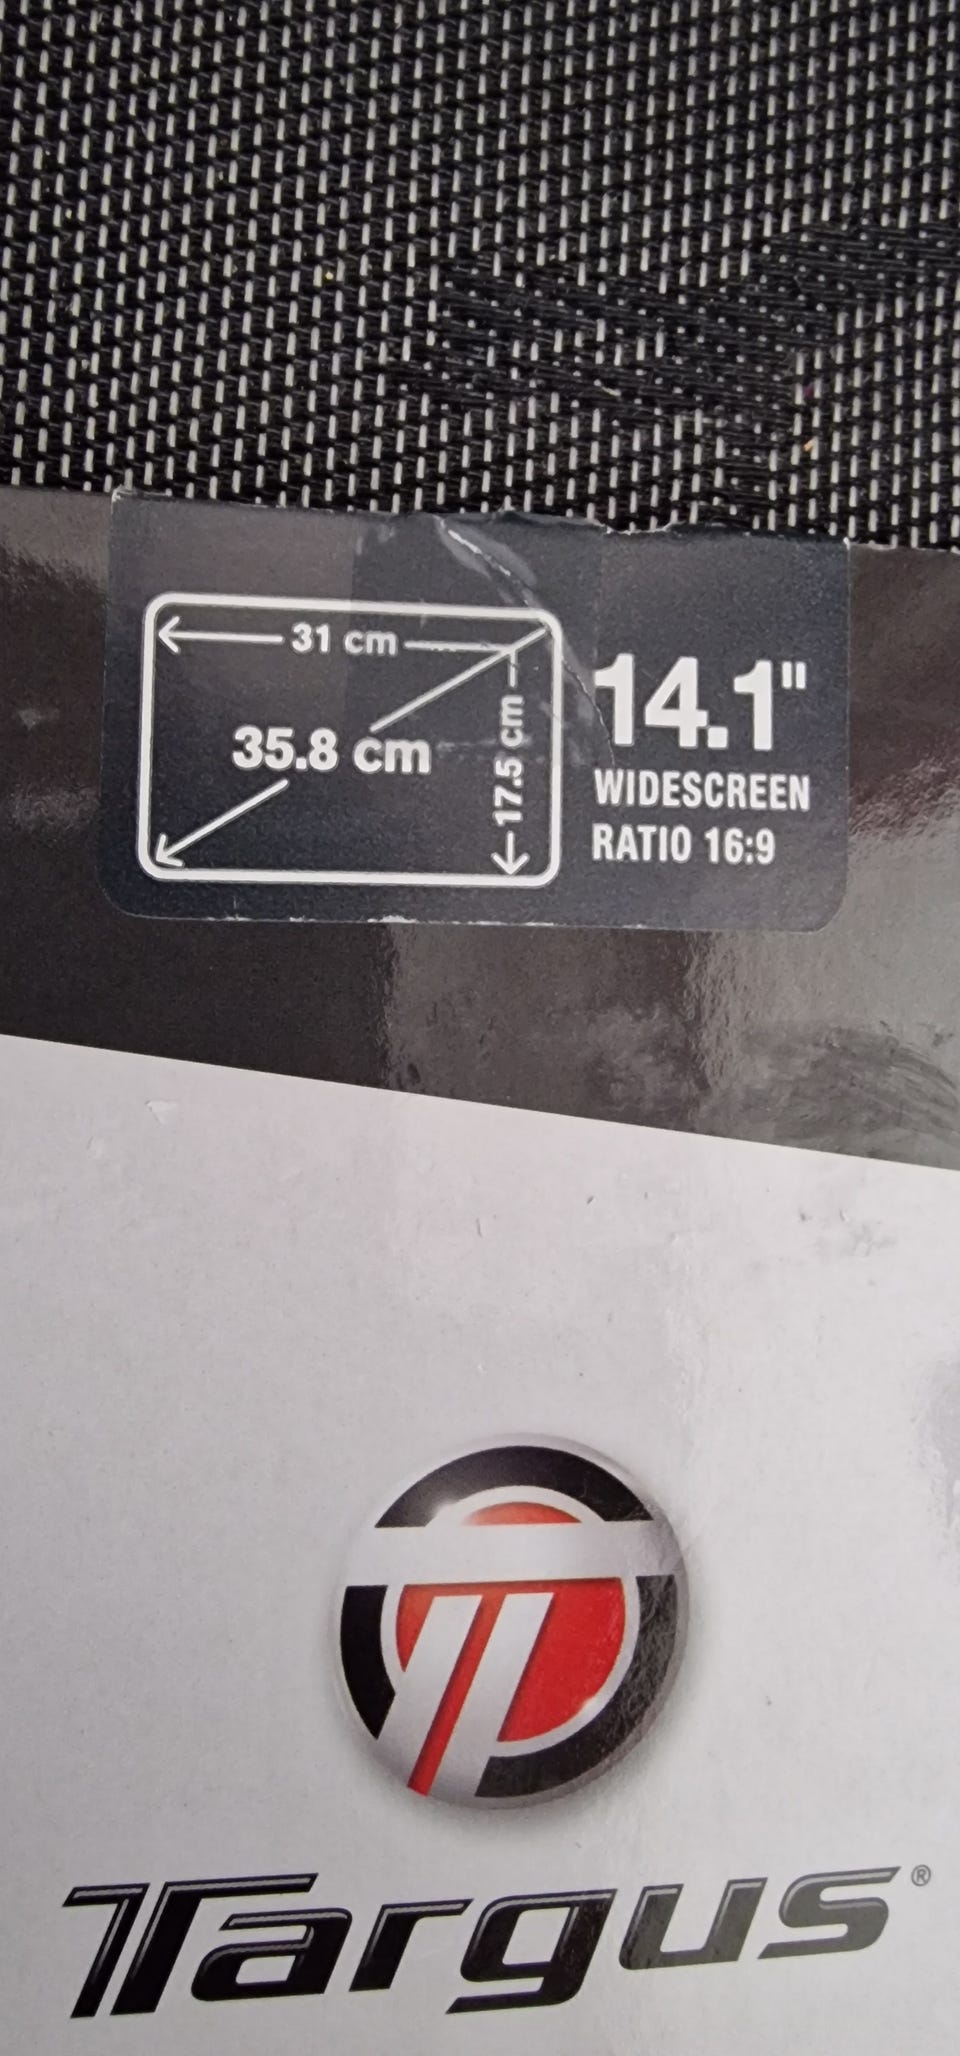 31 cm
35.8 cm
17.5 cm
14.1"
WIDESCREEN
RATIO 16:9
Targus®